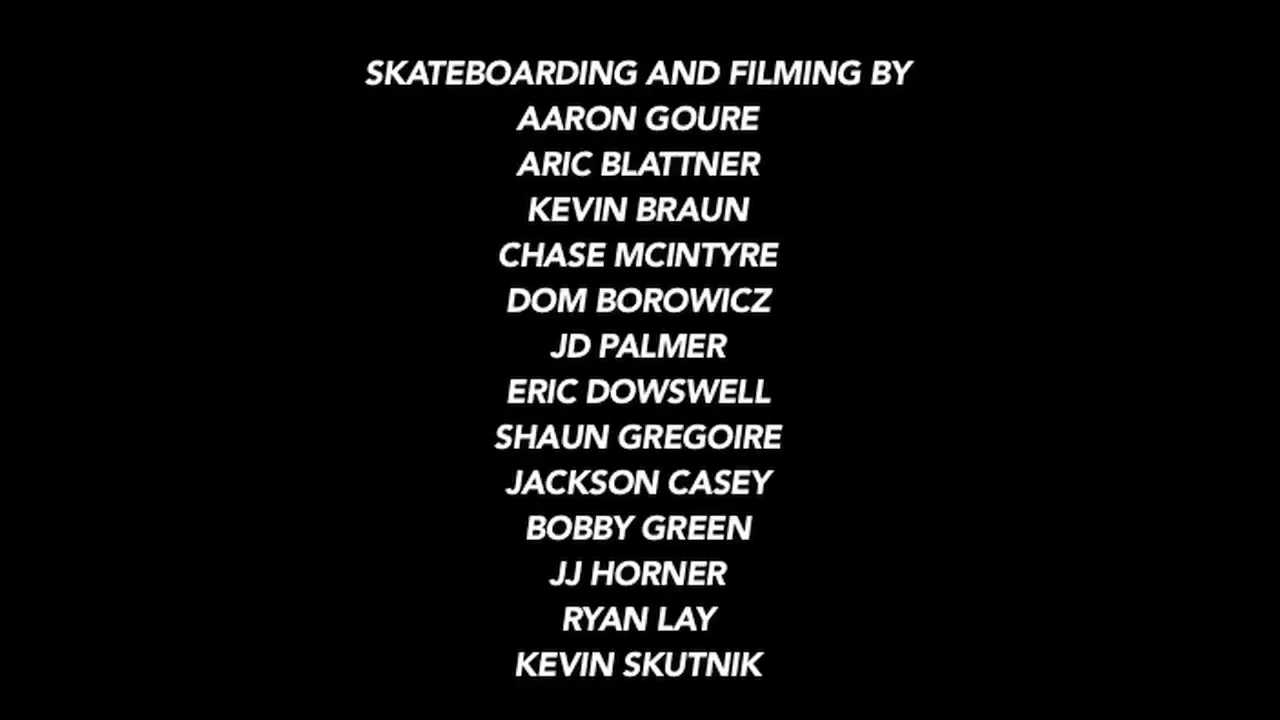 SKATEBOARDING AND FILMING BY
AARON GOURE
ARIC BLATTNER
KEVIN BRAUN
CHASE MCINTYRE
DOM BOROWICZ
JD PALMER
ERIC DOWSWELL
SHAUN GREGOIRE
JACKSON CASEY
BOBBY GREEN
JJ HORNER
RYAN LAY
KEVIN SKUTNIK